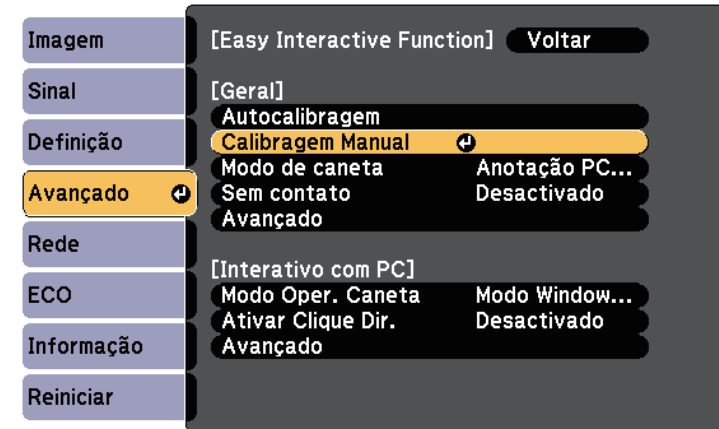 Imagem
Sinal
Definição
Avançado
Rede
ECO
Informação
Reiniciar
[Easy Interactive Function] Voltar
[Geral]
Autocalibragem
Calibragem Manual
Modo de caneta Anotação PC...
Sem contato Desactivado
Avançado
[Interativo com PC]
Modo Oper. Caneta Modo Window...
Ativar Clique Dir. Desactivado
Avançado